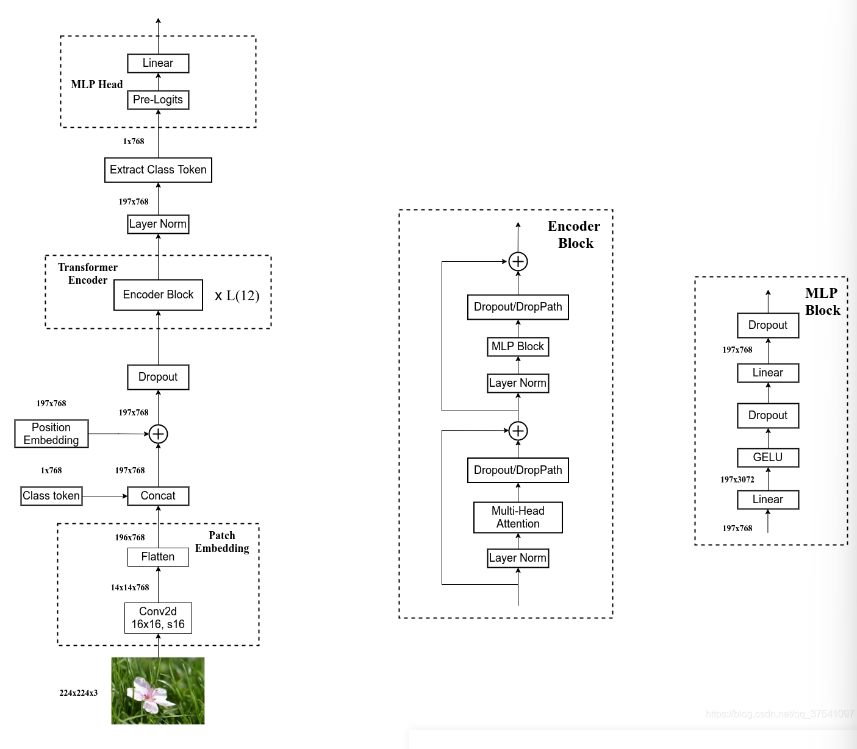 Linear
MLP Head
Pre-Logits
1x768
Extract Class Token
197x768
Layer Norm
Transformer
Encoder
Encoder Block
x L(12)
Dropout
197x768
197x768
Position
Embedding
1x768
197x768
Class token
Concat
Patch
Embedding
196x768
Flatten
14x14x768
Conv2d
16x16, s16
224x224x3
Encoder
Block
Dropout/DropPath
MLP Block
Layer Norm
Dropout/DropPath
Multi-Head
Attention
Layer Norm
MLP
Block
Dropout
197x768
Linear
Dropout
GELU
197x3072
Linear
197x768
https://blog.csdn.net/qq_37541097